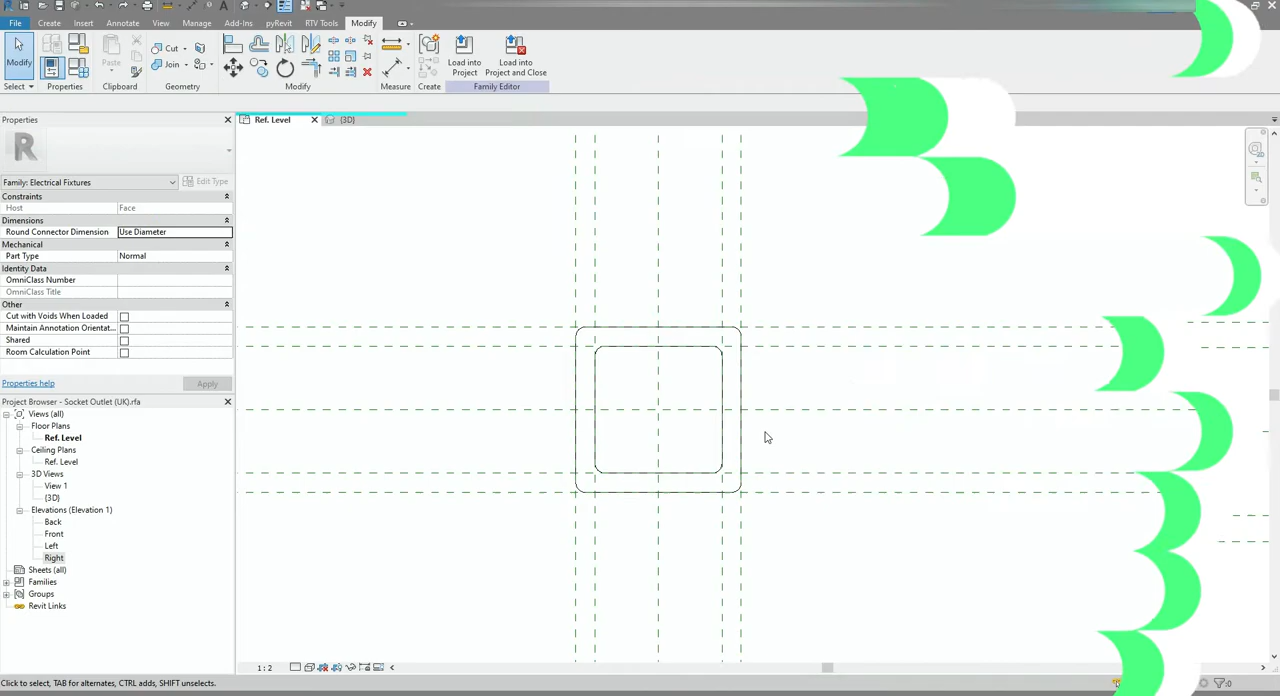 File Create Insert Annotate View Manage Add-Ins pyRevit RTV Tools Modify
Modify Paste Cut Join Load into Project Load into Project and Close
Select Properties Clipboard Geometry Modify Measure Create Family Editor
Properties
Ref. Level {3D}
Family: Electrical Fixtures Edit Type
Constraints
Host Face
Dimensions
Round Connector Dimension Use Diameter
Mechanical
Part Type Normal
Identity Data
OmniClass Number
OmniClass Title
Other
Cut with Voids When Loaded
Maintain Annotation Orientat...
Shared
Room Calculation Point
Properties help Apply
Project Browser - Socket Outlet (UK).rfa
Views (all)
Floor Plans
Ref. Level
Ceiling Plans
Ref. Level
3D Views
View 1
{3D}
Elevations (Elevation 1)
Back
Front
Left
Right
Sheets (all)
Families
Groups
Revit Links
1 : 2
Click to select, TAB for alternates, CTRL adds, SHIFT unselects.
:0